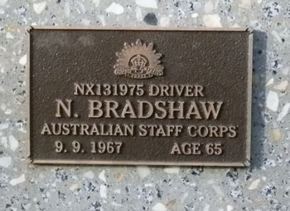 NX131975 DRIVER
N. BRADSHAW
AUSTRALIAN STAFF CORPS
9. 9. 1967 AGE 65